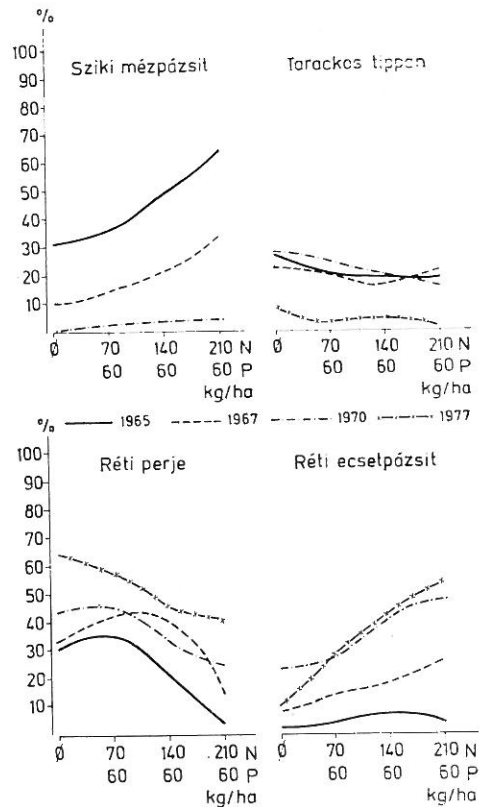 %
Sziki mézpázsit
Tarackos tippan
100
90
80
70
60
50
40
30
20
10
Ø 70 140 210 N
60 60 60 P
kg/ha
Ø 70 140 210 N
60 60 60 P
kg/ha
% 1965 1967 1970 1977
Réti perje
Réti ecsetpázsit
100
90
80
70
60
50
40
30
20
10
Ø 70 140 210 N
60 60 60 P
kg/ha
Ø 70 140 210 N
60 60 60 P
kg/ha